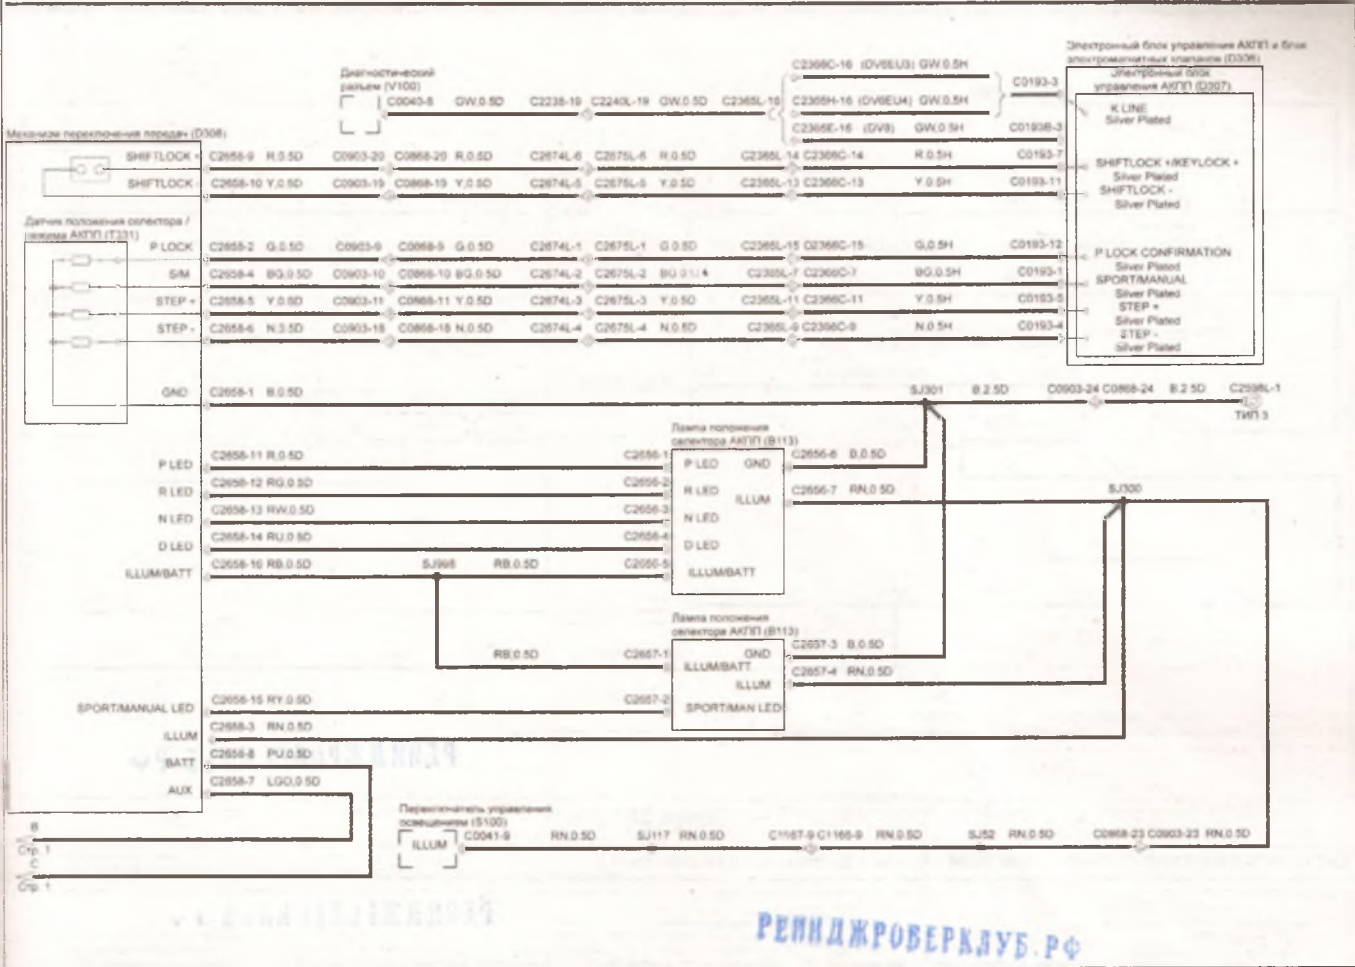 Электронный блок управления АКПП и блок
электромагнитных клапанов (D306)
Электронный блок
управления АКПП (D307)
Диагностический
разъем (V100)
C2366C-16 (DV6EU3) GW,0.5H
C0193-3
C0040-8 GW,0.5D C2238-19 C2240L-19 GW,0.5D C2365L-16
C2366H-16 (DV6EU4) GW,0.5H
K LINE
Silver Plated
C2366E-16 (DV8) GW,0.5H C0193B-3
Механизм переключения передач (D308)
SHIFTLOCK + C2658-9 R,0.5D C0903-20 C0868-20 R,0.5D C2674L-6 C2675L-6 R,0.5D C2365L-14 C2366C-14 R,0.5H C0193-7
SHIFTLOCK +/KEYLOCK +
Silver Plated
SHIFTLOCK - C2658-10 Y,0.5D C0903-19 C0868-19 Y,0.5D C2674L-5 C2675L-5 Y,0.5D C2365L-13 C2366C-13 Y,0.5H C0193-11
SHIFTLOCK -
Silver Plated
Датчик положения селектора /
режима АКПП (T331)
P LOCK C2658-2 G,0.5D C0903-9 C0868-9 G,0.5D C2674L-1 C2675L-1 G,0.5D C2365L-15 C2366C-15 G,0.5H C0193-12
P LOCK CONFIRMATION
Silver Plated
S/M C2658-4 BG,0.5D C0903-10 C0868-10 BG,0.5D C2674L-2 C2675L-2 C2365L-7 C2366C-7 BG,0.5H C0193-1
SPORT/MANUAL
Silver Plated
STEP + C2658-5 Y,0.5D C0903-11 C0868-11 Y,0.5D C2674L-3 C2675L-3 Y,0.5D C2365L-11 C2366C-11 Y,0.5H C0193-5
STEP +
Silver Plated
STEP - C2658-6 N,3.5D C0903-18 C0868-18 N,0.5D C2674L-4 C2675L-4 N,0.5D C2365L-9 C2366C-9 N,0.5H C0193-4
STEP -
Silver Plated
GND C2658-1 B,0.5D SJ301 B,2.5D C0903-24 C0868-24 B,2.5D C2598L-1
ТИП 3
Лампа положения
селектора АКПП (B113)
P LED C2658-11 R,0.5D C2656-1 P LED GND C2656-6 B,0.5D
R LED C2658-12 RG,0.5D C2656-2 R LED ILLUM C2656-7 RN,0.5D SJ300
N LED C2658-13 RW,0.5D C2656-3 N LED
D LED C2658-14 RU,0.5D C2656-4 D LED
ILLUM/BATT C2658-16 RB,0.5D SJ998 RB,0.5D C2656-5 ILLUM/BATT
Лампа положения
селектора АКПП (B113)
RB,0.5D C2657-1 ILLUM/BATT GND C2657-3 B,0.5D
ILLUM C2657-4 RN,0.5D
SPORT/MANUAL LED C2658-15 RY,0.5D C2657-2 SPORT/MAN LED
ILLUM C2658-3 RN,0.5D
BATT C2658-8 PU,0.5D
AUX C2658-7 LGO,0.5D
Переключатель управления
освещением (S100)
B
Стр. 1
ILLUM C0041-9 RN,0.5D SJ117 RN,0.5D C1167-9 C1166-9 RN,0.5D SJ52 RN,0.5D C0868-23 C0903-23 RN,0.5D
C
Стр. 1
РЕЙНДЖРОВЕРКЛУБ.РФ